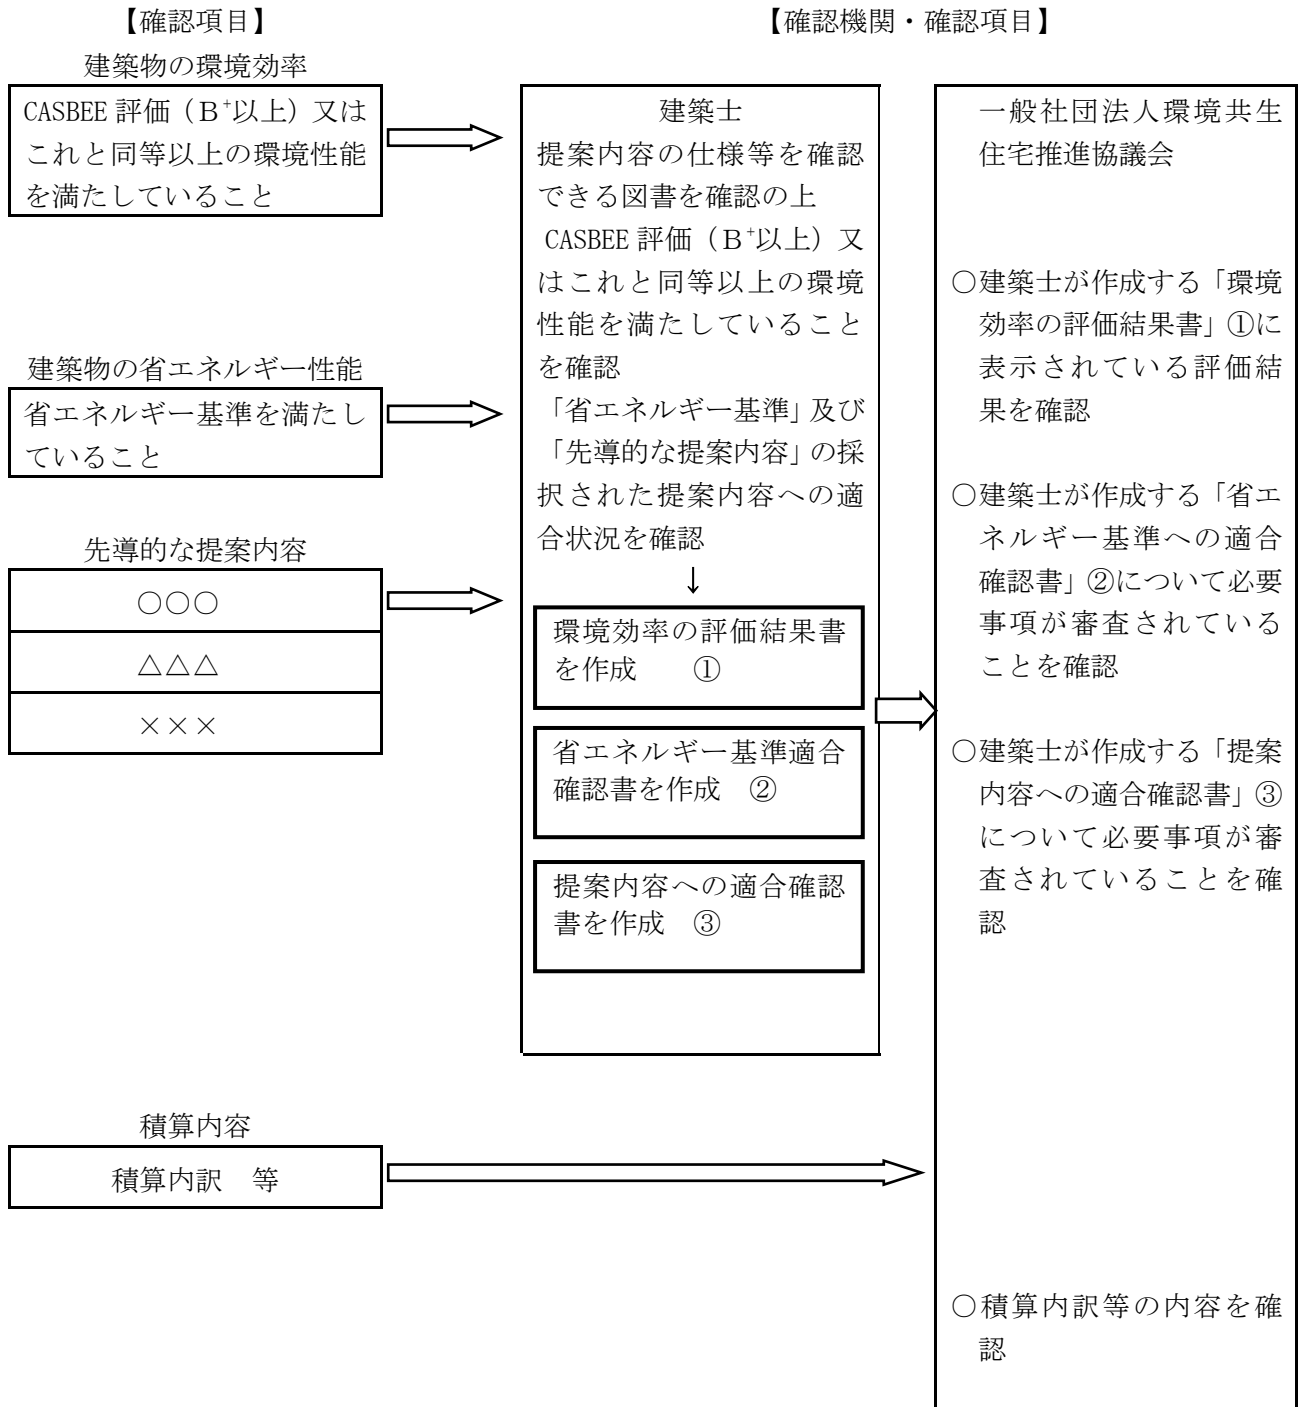 【確認項目】
【確認機関・確認項目】
建築物の環境効率
CASBEE 評価（Ｂ⁺以上）又は
これと同等以上の環境性能
を満たしていること
建築物の省エネルギー性能
省エネルギー基準を満たし
ていること
先導的な提案内容
○○○
△△△
×××
積算内容
積算内訳　等
建築士
提案内容の仕様等を確認
できる図書を確認の上
CASBEE 評価（Ｂ⁺以上）又
はこれと同等以上の環境
性能を満たしていること
を確認
「省エネルギー基準」及び
「先導的な提案内容」の採
択された提案内容への適
合状況を確認
↓
環境効率の評価結果書
を作成　　①
省エネルギー基準適合
確認書を作成　②
提案内容への適合確認
書を作成　③
一般社団法人環境共生
住宅推進協議会
○建築士が作成する「環境
効率の評価結果書」①に
表示されている評価結
果を確認
○建築士が作成する「省エ
ネルギー基準への適合
確認書」②について必要
事項が審査されている
ことを確認
○建築士が作成する「提案
内容への適合確認書」③
について必要事項が審
査されていることを確
認
○積算内訳等の内容を確
認